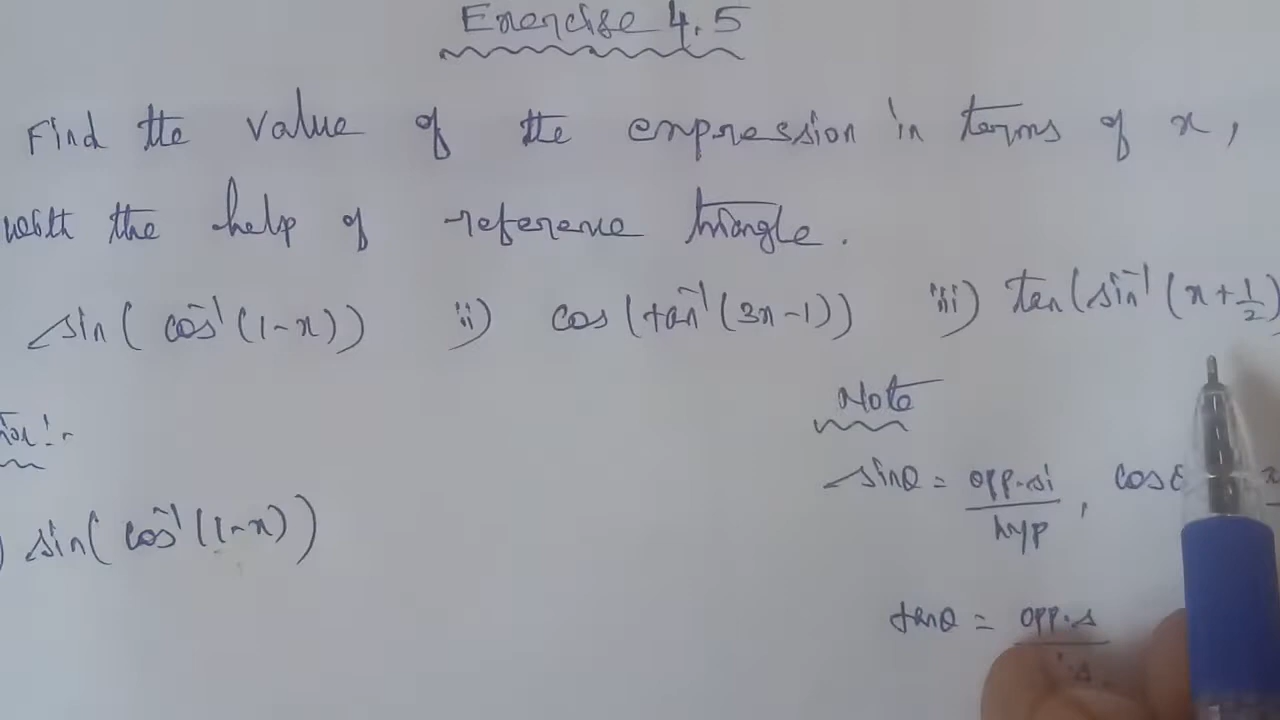 Exercise 4.5
Find the value of the expression in terms of x,
with the help of reference triangle.
sin(cos⁻¹(1-x)) ii) cos(tan⁻¹(3x-1)) iii) tan(sin⁻¹(x+1/2)
Note
sinθ = opp.si/hyp, cosθ
i) sin(cos⁻¹(1-x))
tanθ = opp.s